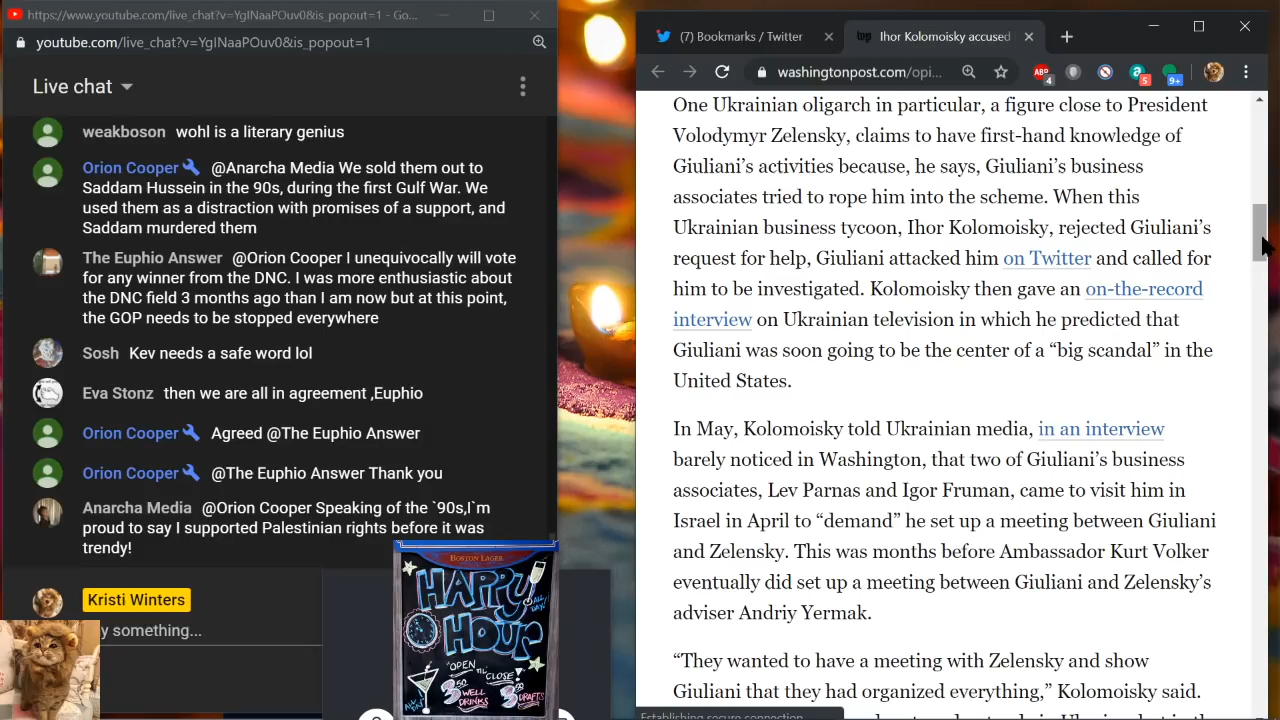 https://www.youtube.com/live_chat?v=YgINaaPOuv0&is_popout=1 - Go...
youtube.com/live_chat?v=YgINaaPOuv0&is_popout=1
Live chat
weakboson wohl is a literary genius
Orion Cooper @Anarcha Media We sold them out to
Saddam Hussein in the 90s, during the first Gulf War. We
used them as a distraction with promises of a support, and
Saddam murdered them
The Euphio Answer @Orion Cooper I unequivocally will vote
for any winner from the DNC. I was more enthusiastic about
the DNC field 3 months ago than I am now but at this point,
the GOP needs to be stopped everywhere
Sosh Kev needs a safe word lol
Eva Stonz then we are all in agreement ,Euphio
Orion Cooper Agreed @The Euphio Answer
Orion Cooper @The Euphio Answer Thank you
Anarcha Media @Orion Cooper Speaking of the `90s,I`m
proud to say I supported Palestinian rights before it was
trendy!
Kristi Winters
y something...
BOSTON LAGER
HAPPY
ALL DAY!
HOUR
"OPEN TIL' CLOSE!"
3.50 WELL DRINKS
3.50 DRAFTS
(7) Bookmarks / Twitter
Ihor Kolomoisky accused
washingtonpost.com/opi...
ABP
4
5
9+
One Ukrainian oligarch in particular, a figure close to President
Volodymyr Zelensky, claims to have first-hand knowledge of
Giuliani’s activities because, he says, Giuliani’s business
associates tried to rope him into the scheme. When this
Ukrainian business tycoon, Ihor Kolomoisky, rejected Giuliani’s
request for help, Giuliani attacked him on Twitter and called for
him to be investigated. Kolomoisky then gave an on-the-record
interview on Ukrainian television in which he predicted that
Giuliani was soon going to be the center of a “big scandal” in the
United States.
In May, Kolomoisky told Ukrainian media, in an interview
barely noticed in Washington, that two of Giuliani’s business
associates, Lev Parnas and Igor Fruman, came to visit him in
Israel in April to “demand” he set up a meeting between Giuliani
and Zelensky. This was months before Ambassador Kurt Volker
eventually did set up a meeting between Giuliani and Zelensky’s
adviser Andriy Yermak.
“They wanted to have a meeting with Zelensky and show
Giuliani that they had organized everything,” Kolomoisky said.
Establishing secure connection